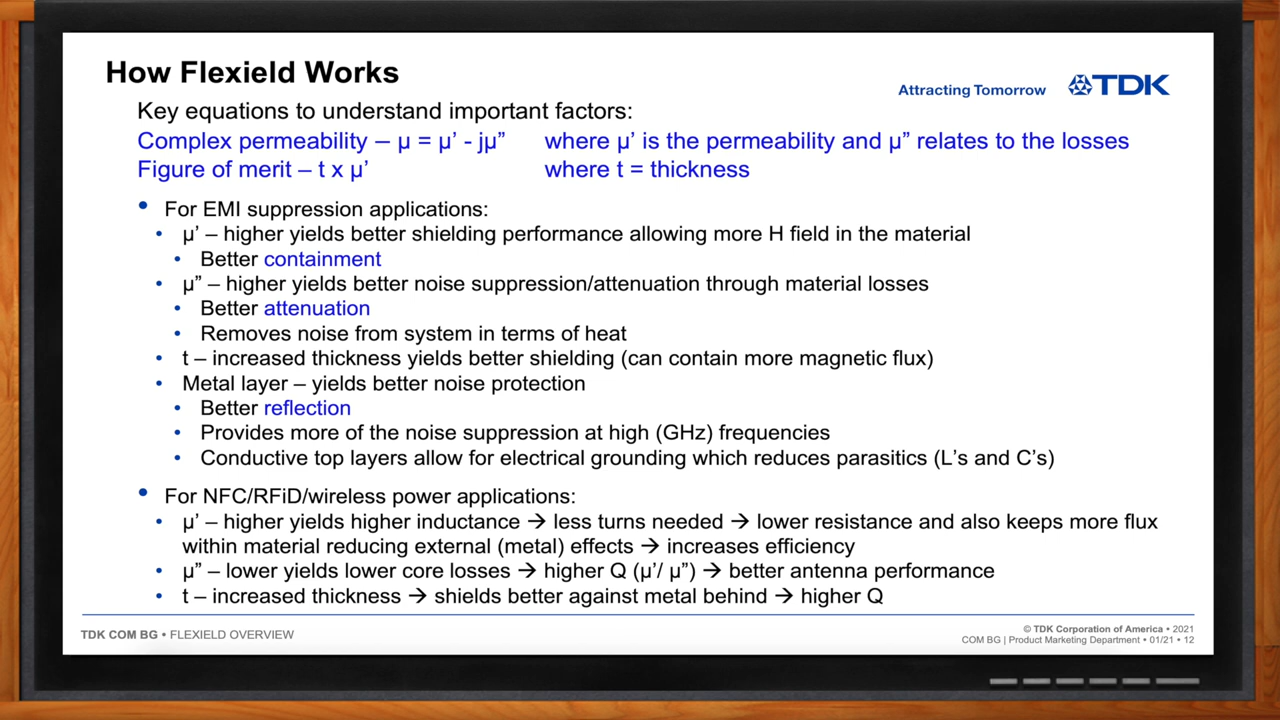 How Flexield Works
Attracting Tomorrow TDK
Key equations to understand important factors:
Complex permeability – µ = µ’ - jµ” where µ’ is the permeability and µ” relates to the losses
Figure of merit – t x µ’ where t = thickness
• For EMI suppression applications:
• µ’ – higher yields better shielding performance allowing more H field in the material
• Better containment
• µ” – higher yields better noise suppression/attenuation through material losses
• Better attenuation
• Removes noise from system in terms of heat
• t – increased thickness yields better shielding (can contain more magnetic flux)
• Metal layer – yields better noise protection
• Better reflection
• Provides more of the noise suppression at high (GHz) frequencies
• Conductive top layers allow for electrical grounding which reduces parasitics (L’s and C’s)
• For NFC/RFiD/wireless power applications:
• µ’ – higher yields higher inductance → less turns needed → lower resistance and also keeps more flux
within material reducing external (metal) effects → increases efficiency
• µ” – lower yields lower core losses → higher Q (µ’/ µ”) → better antenna performance
• t – increased thickness → shields better against metal behind → higher Q
TDK COM BG • FLEXIELD OVERVIEW
© TDK Corporation of America • 2021
COM BG | Product Marketing Department • 01/21 • 12